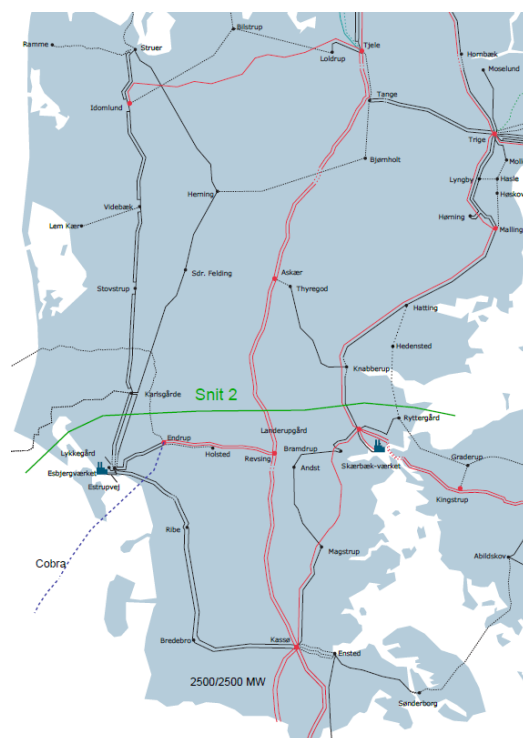 Bilstrup
Ramme
Struer
Tjele
Loldrup
Hornbæk
Moselund
Idomlund
Tange
Trige
Bjørnholt
Lyngby
Hasle
Høskov
Herning
Videbæk
Lem Kær
Hørning
Malling
Sdr. Felding
Askær
Thyregod
Stovstrup
Hatting
Hedensted
Knabberup
Karlsgårde
Snit 2
Ryttergård
Landerupgård
Endrup
Lykkegård
Holsted
Revsing
Bramdrup
Skærbæk-værket
Graderup
Esbjergværket
Andst
Estrupvej
Kingstrup
Ribe
Magstrup
Abildskov
Cobra
Bredebro
Kassø
Ensted
2500/2500 MW
Sønderborg